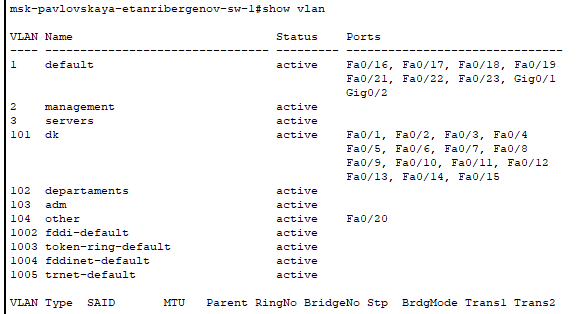 msk-pavlovskaya-etanribergenov-sw-1#show vlan
VLAN Name                             Status    Ports
---- -------------------------------- --------- -------------------------------
1    default                          active    Fa0/16, Fa0/17, Fa0/18, Fa0/19
                                                Fa0/21, Fa0/22, Fa0/23, Gig0/1
                                                Gig0/2
2    management                       active
3    servers                          active
101  dk                               active    Fa0/1, Fa0/2, Fa0/3, Fa0/4
                                                Fa0/5, Fa0/6, Fa0/7, Fa0/8
                                                Fa0/9, Fa0/10, Fa0/11, Fa0/12
                                                Fa0/13, Fa0/14, Fa0/15
102  departaments                     active
103  adm                              active
104  other                            active    Fa0/20
1002 fddi-default                     active
1003 token-ring-default               active
1004 fddinet-default                  active
1005 trnet-default                    active
VLAN Type  SAID       MTU   Parent RingNo BridgeNo Stp  BrdgMode Trans1 Trans2